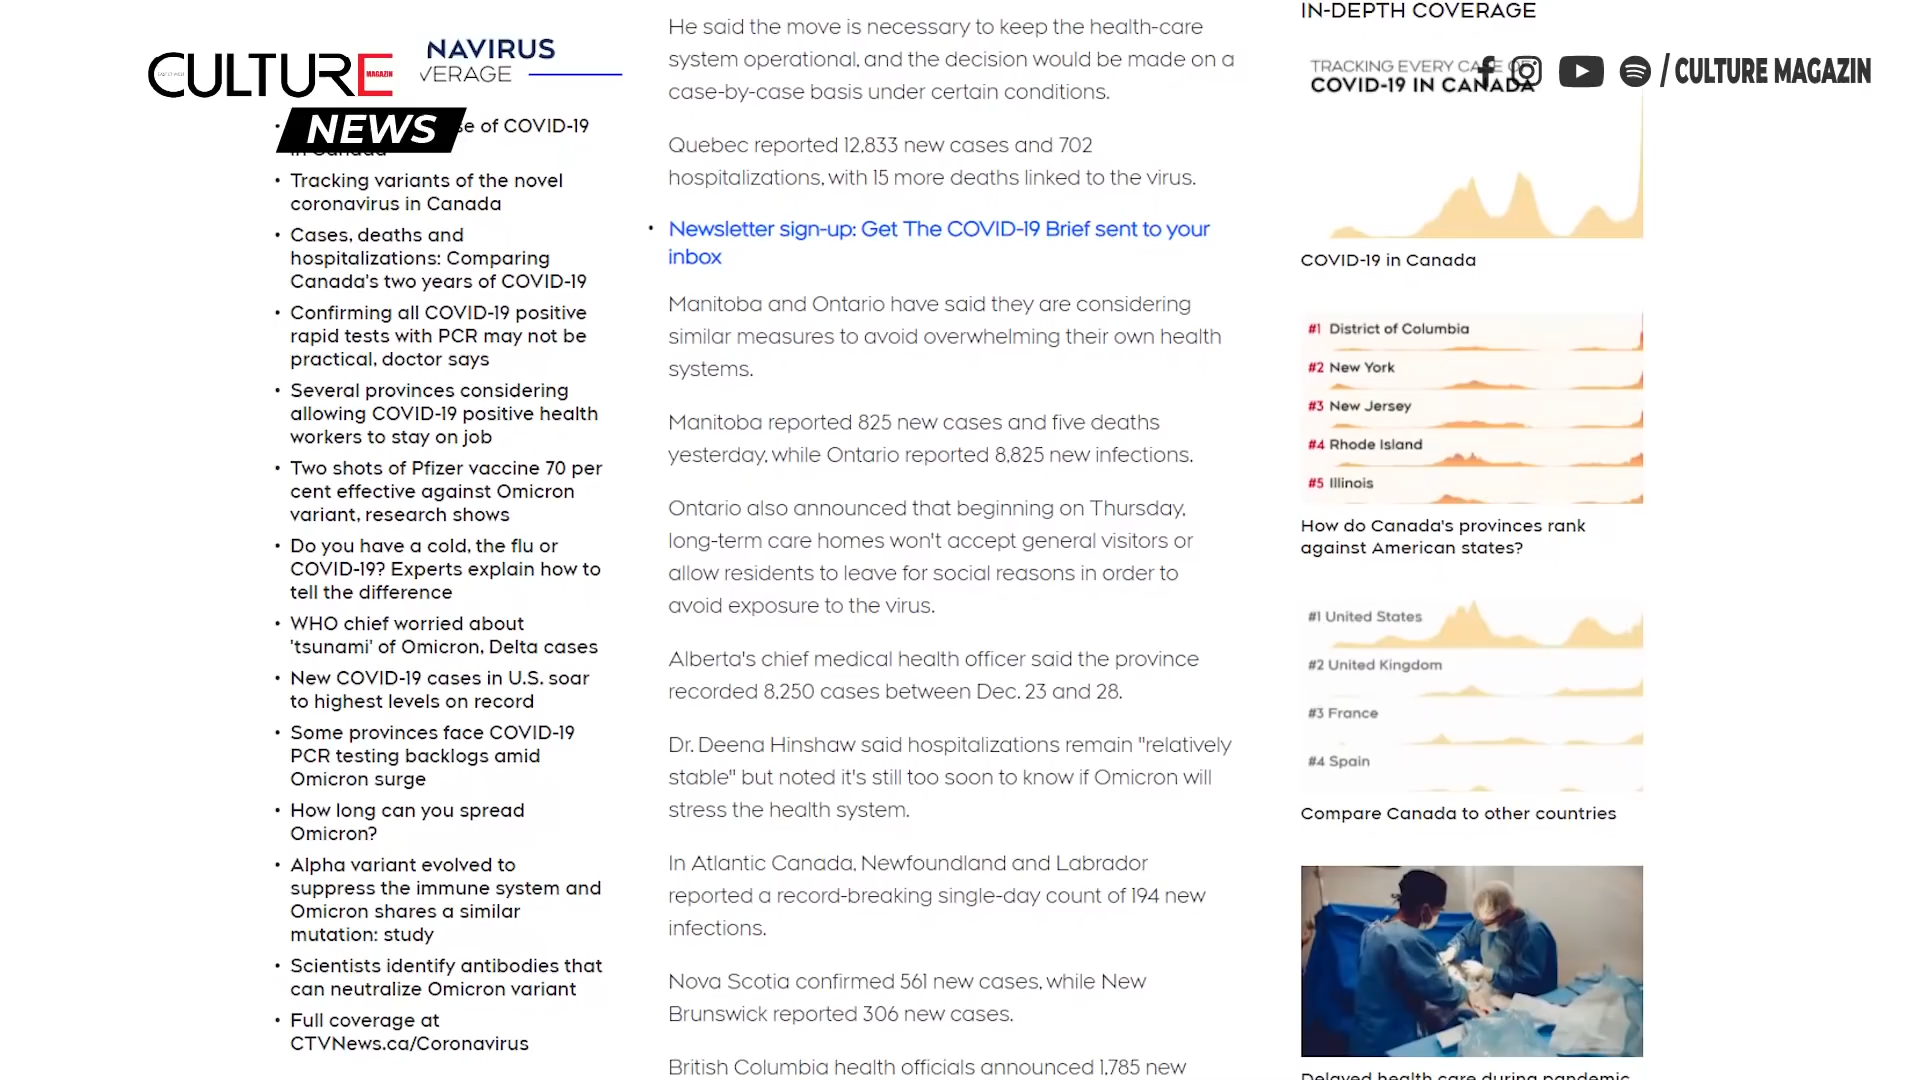 CULTURE
MAGAZIN
NEWS
NAVIRUS
VERAGE
se of COVID-19
in Canada
• Tracking variants of the novel
coronavirus in Canada
• Cases, deaths and
hospitalizations: Comparing
Canada's two years of COVID-19
• Confirming all COVID-19 positive
rapid tests with PCR may not be
practical, doctor says
• Several provinces considering
allowing COVID-19 positive health
workers to stay on job
• Two shots of Pfizer vaccine 70 per
cent effective against Omicron
variant, research shows
• Do you have a cold, the flu or
COVID-19? Experts explain how to
tell the difference
• WHO chief worried about
'tsunami' of Omicron, Delta cases
• New COVID-19 cases in U.S. soar
to highest levels on record
• Some provinces face COVID-19
PCR testing backlogs amid
Omicron surge
• How long can you spread
Omicron?
• Alpha variant evolved to
suppress the immune system and
Omicron shares a similar
mutation: study
• Scientists identify antibodies that
can neutralize Omicron variant
• Full coverage at
CTVNews.ca/Coronavirus
He said the move is necessary to keep the health-care
system operational, and the decision would be made on a
case-by-case basis under certain conditions.
Quebec reported 12,833 new cases and 702
hospitalizations, with 15 more deaths linked to the virus.
• Newsletter sign-up: Get The COVID-19 Brief sent to your
inbox
Manitoba and Ontario have said they are considering
similar measures to avoid overwhelming their own health
systems.
Manitoba reported 825 new cases and five deaths
yesterday, while Ontario reported 8,825 new infections.
Ontario also announced that beginning on Thursday,
long-term care homes won't accept general visitors or
allow residents to leave for social reasons in order to
avoid exposure to the virus.
Alberta's chief medical health officer said the province
recorded 8,250 cases between Dec. 23 and 28.
Dr. Deena Hinshaw said hospitalizations remain "relatively
stable" but noted it's still too soon to know if Omicron will
stress the health system.
In Atlantic Canada, Newfoundland and Labrador
reported a record-breaking single-day count of 194 new
infections.
Nova Scotia confirmed 561 new cases, while New
Brunswick reported 306 new cases.
British Columbia health officials announced 1,785 new
IN-DEPTH COVERAGE
/ CULTURE MAGAZIN
TRACKING EVERY CASE OF
COVID-19 IN CANADA
COVID-19 in Canada
#1 District of Columbia
#2 New York
#3 New Jersey
#4 Rhode Island
#5 Illinois
How do Canada's provinces rank
against American states?
#1 United States
#2 United Kingdom
#3 France
#4 Spain
Compare Canada to other countries
Delayed health care during pandemic